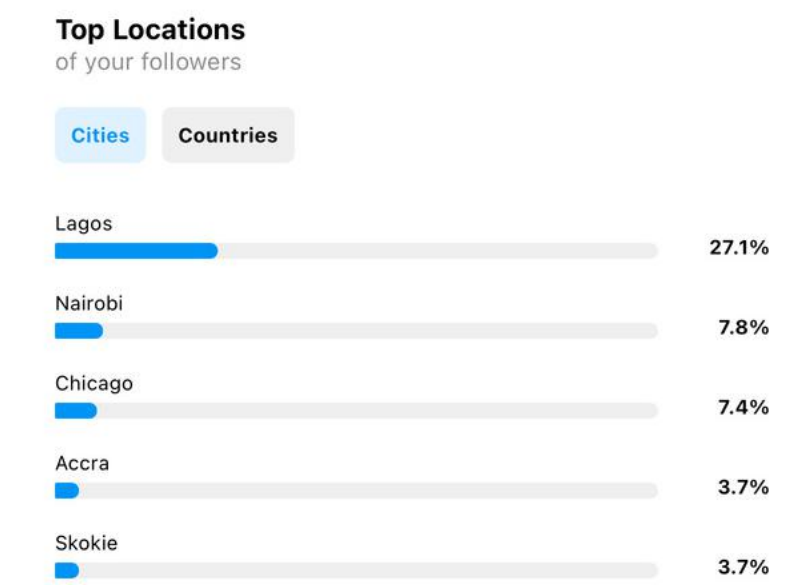 Top Locations
of your followers
Cities Countries
Lagos
27.1%
Nairobi
7.8%
Chicago
7.4%
Accra
3.7%
Skokie
3.7%